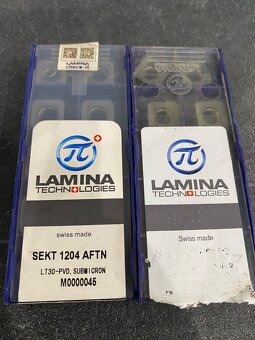 LAMINA
check-it
π
LAMINA
TECHNOLOGIES
swiss made
SEKT 1204 AFTN
LT30-PVD, SUBMICRON
M0000045
π
LAMINA
TECHNOLOGIES
swiss made